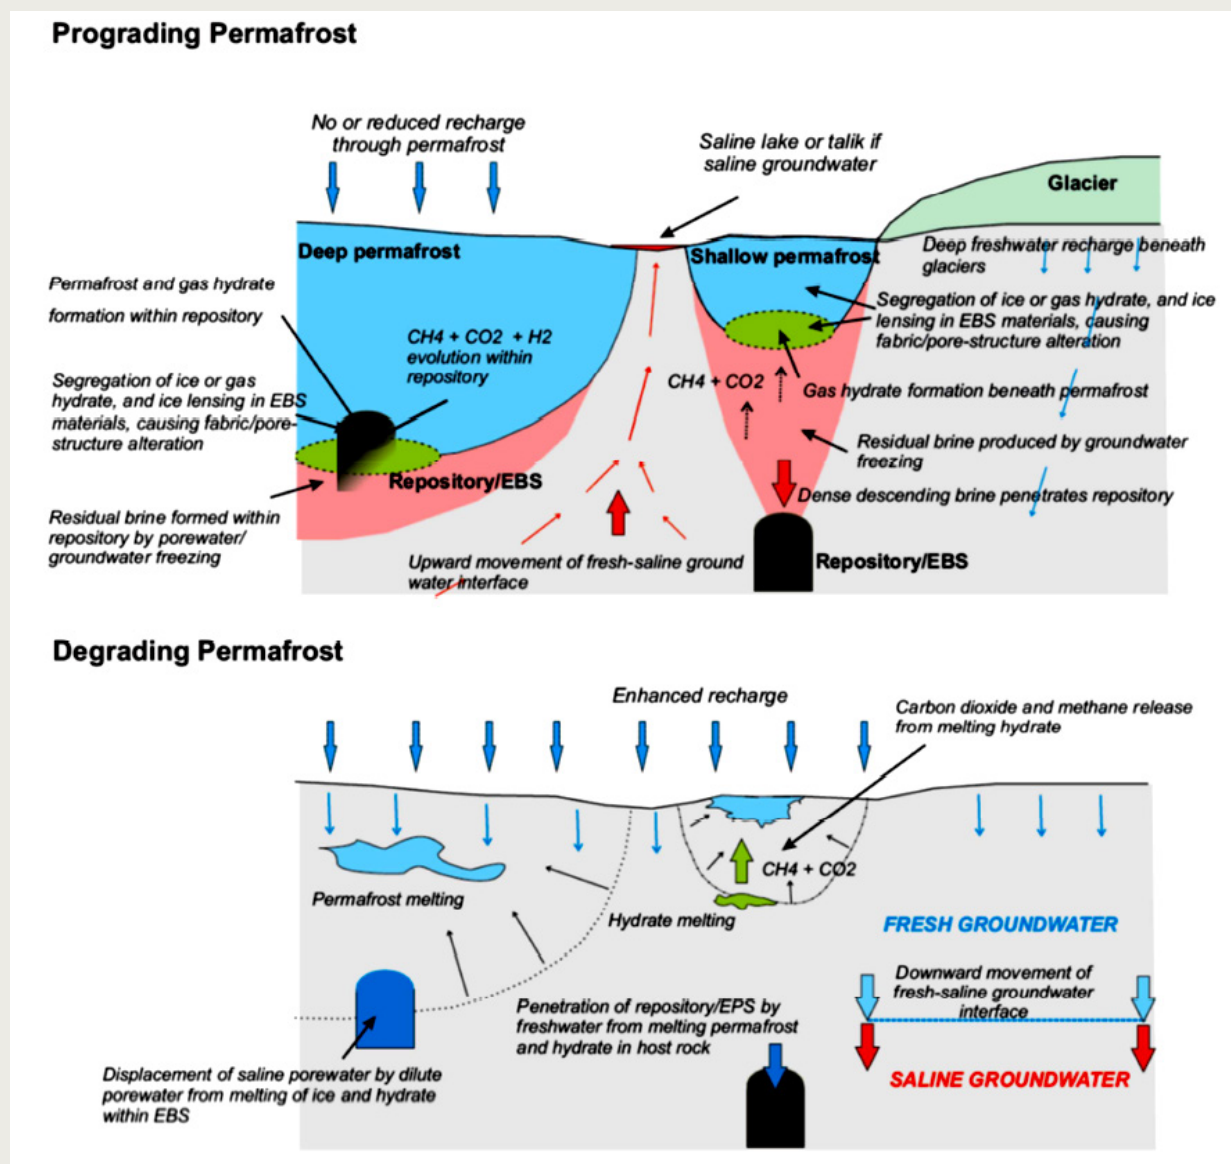 Prograding Permafrost
No or reduced recharge
through permafrost
Saline lake or talik if
saline groundwater
Glacier
Deep permafrost
Shallow permafrost
Deep freshwater recharge beneath
glaciers
Permafrost and gas hydrate
formation within repository
CH4 + CO2 + H2
evolution within
repository
Segregation of ice or gas hydrate, and ice
lensing in EBS materials, causing
fabric/pore-structure alteration
Segregation of ice or gas
hydrate, and ice lensing in EBS
materials, causing fabric/pore-
structure alteration
CH4 + CO2
Gas hydrate formation beneath permafrost
Residual brine produced by groundwater
freezing
Repository/EBS
Dense descending brine penetrates repository
Residual brine formed within
repository by porewater/
groundwater freezing
Upward movement of fresh-saline ground
water interface
Repository/EBS
Degrading Permafrost
Enhanced recharge
Carbon dioxide and methane release
from melting hydrate
CH4 + CO2
Permafrost melting
Hydrate melting
FRESH GROUNDWATER
Downward movement of
fresh-saline groundwater
interface
Penetration of repository/EPS by
freshwater from melting permafrost
and hydrate in host rock
SALINE GROUNDWATER
Displacement of saline porewater by dilute
porewater from melting of ice and hydrate
within EBS